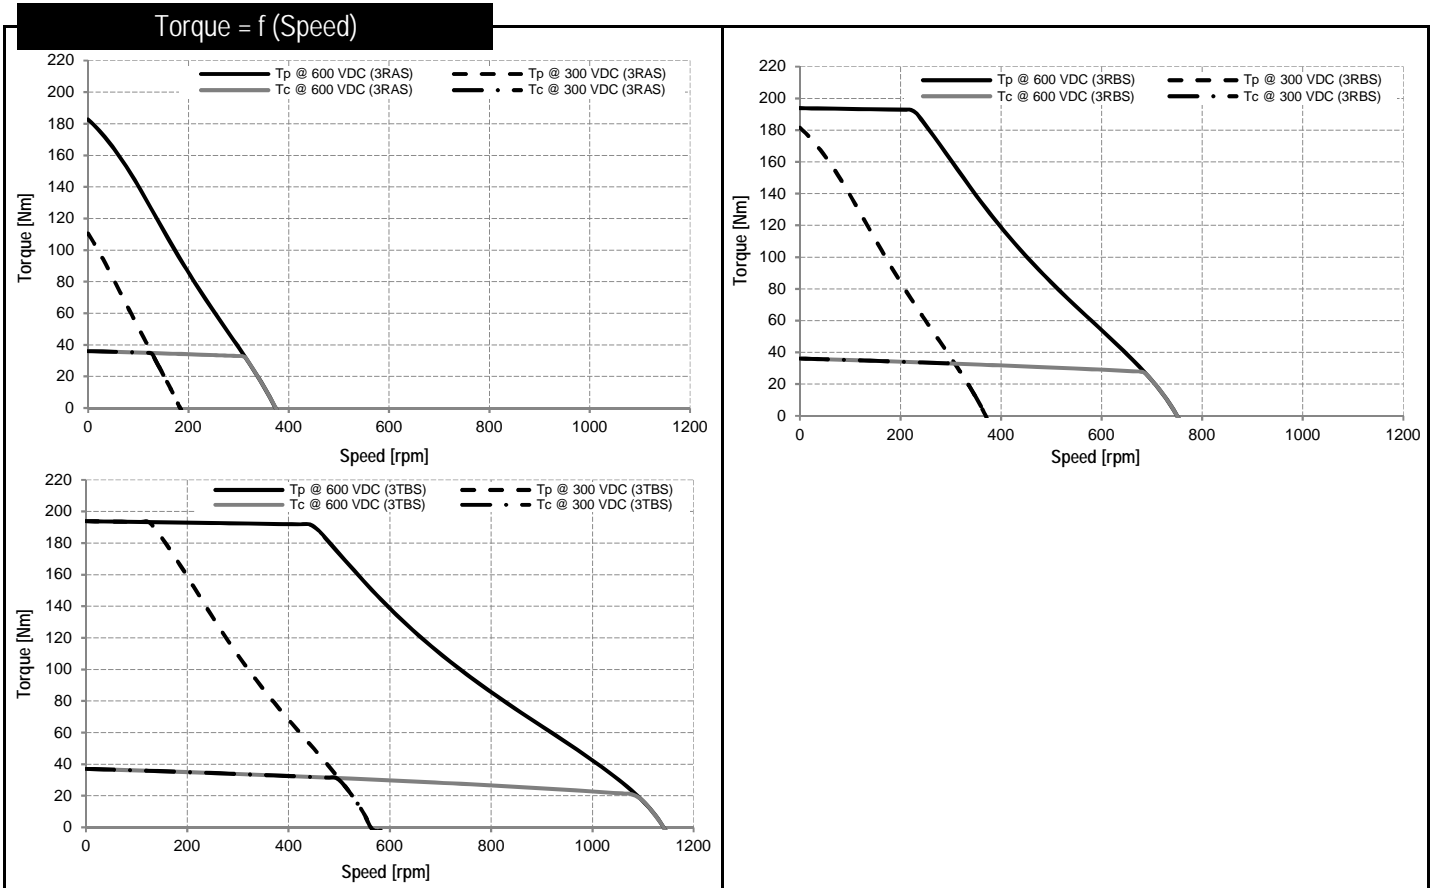 Torque = f (Speed)
Tp @ 600 VDC (3RAS) Tp @ 300 VDC (3RAS)
Tc @ 600 VDC (3RAS) Tc @ 300 VDC (3RAS)
220
200
180
160
140
120
100
80
60
40
20
0
Torque [Nm]
0 200 400 600 800 1000 1200
Speed [rpm]
Tp @ 600 VDC (3RBS) Tp @ 300 VDC (3RBS)
Tc @ 600 VDC (3RBS) Tc @ 300 VDC (3RBS)
220
200
180
160
140
120
100
80
60
40
20
0
Torque [Nm]
0 200 400 600 800 1000 1200
Speed [rpm]
Tp @ 600 VDC (3TBS) Tp @ 300 VDC (3TBS)
Tc @ 600 VDC (3TBS) Tc @ 300 VDC (3TBS)
220
200
180
160
140
120
100
80
60
40
20
0
Torque [Nm]
0 200 400 600 800 1000 1200
Speed [rpm]